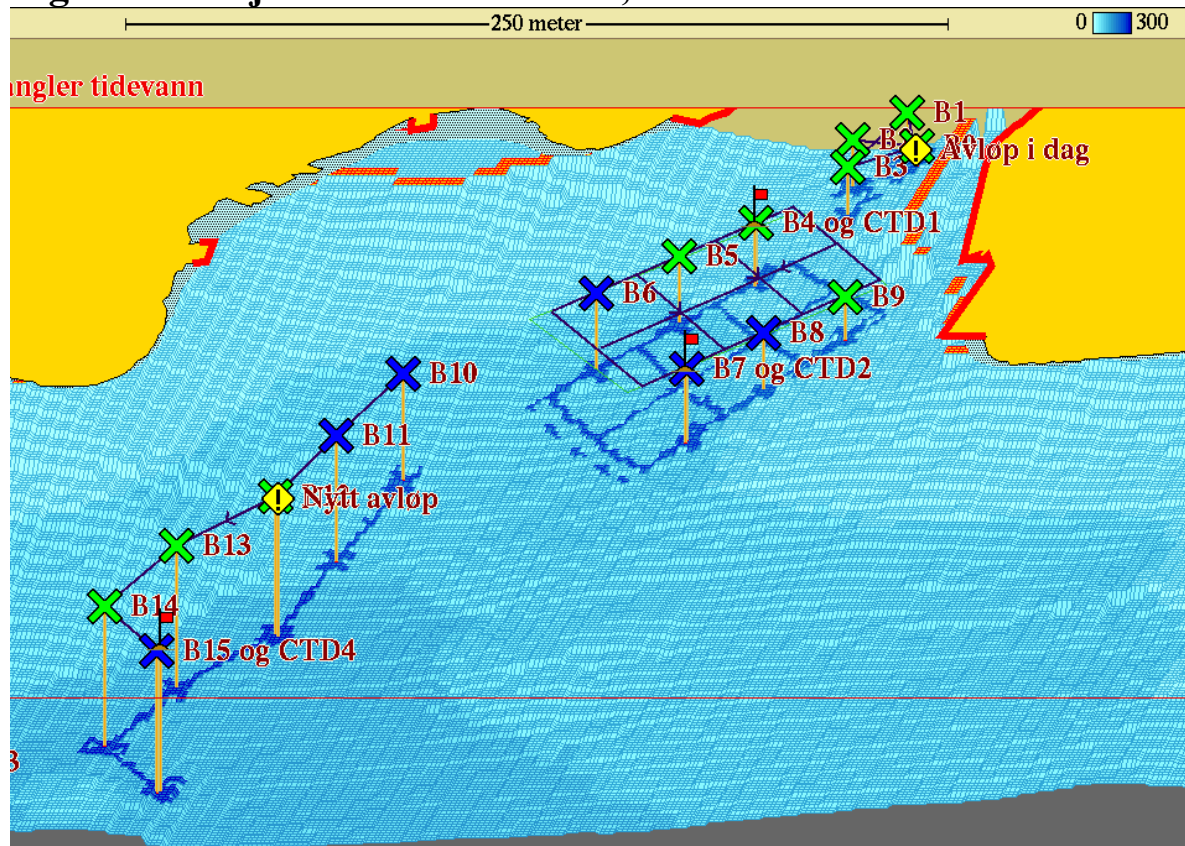 250 meter
0 300
angler tidevann
B1
Avløp i dag
B3
B4 og CTD1
B5
B6
B9
B8
B7 og CTD2
B10
B11
Nytt avløp
B13
B14
B15 og CTD4